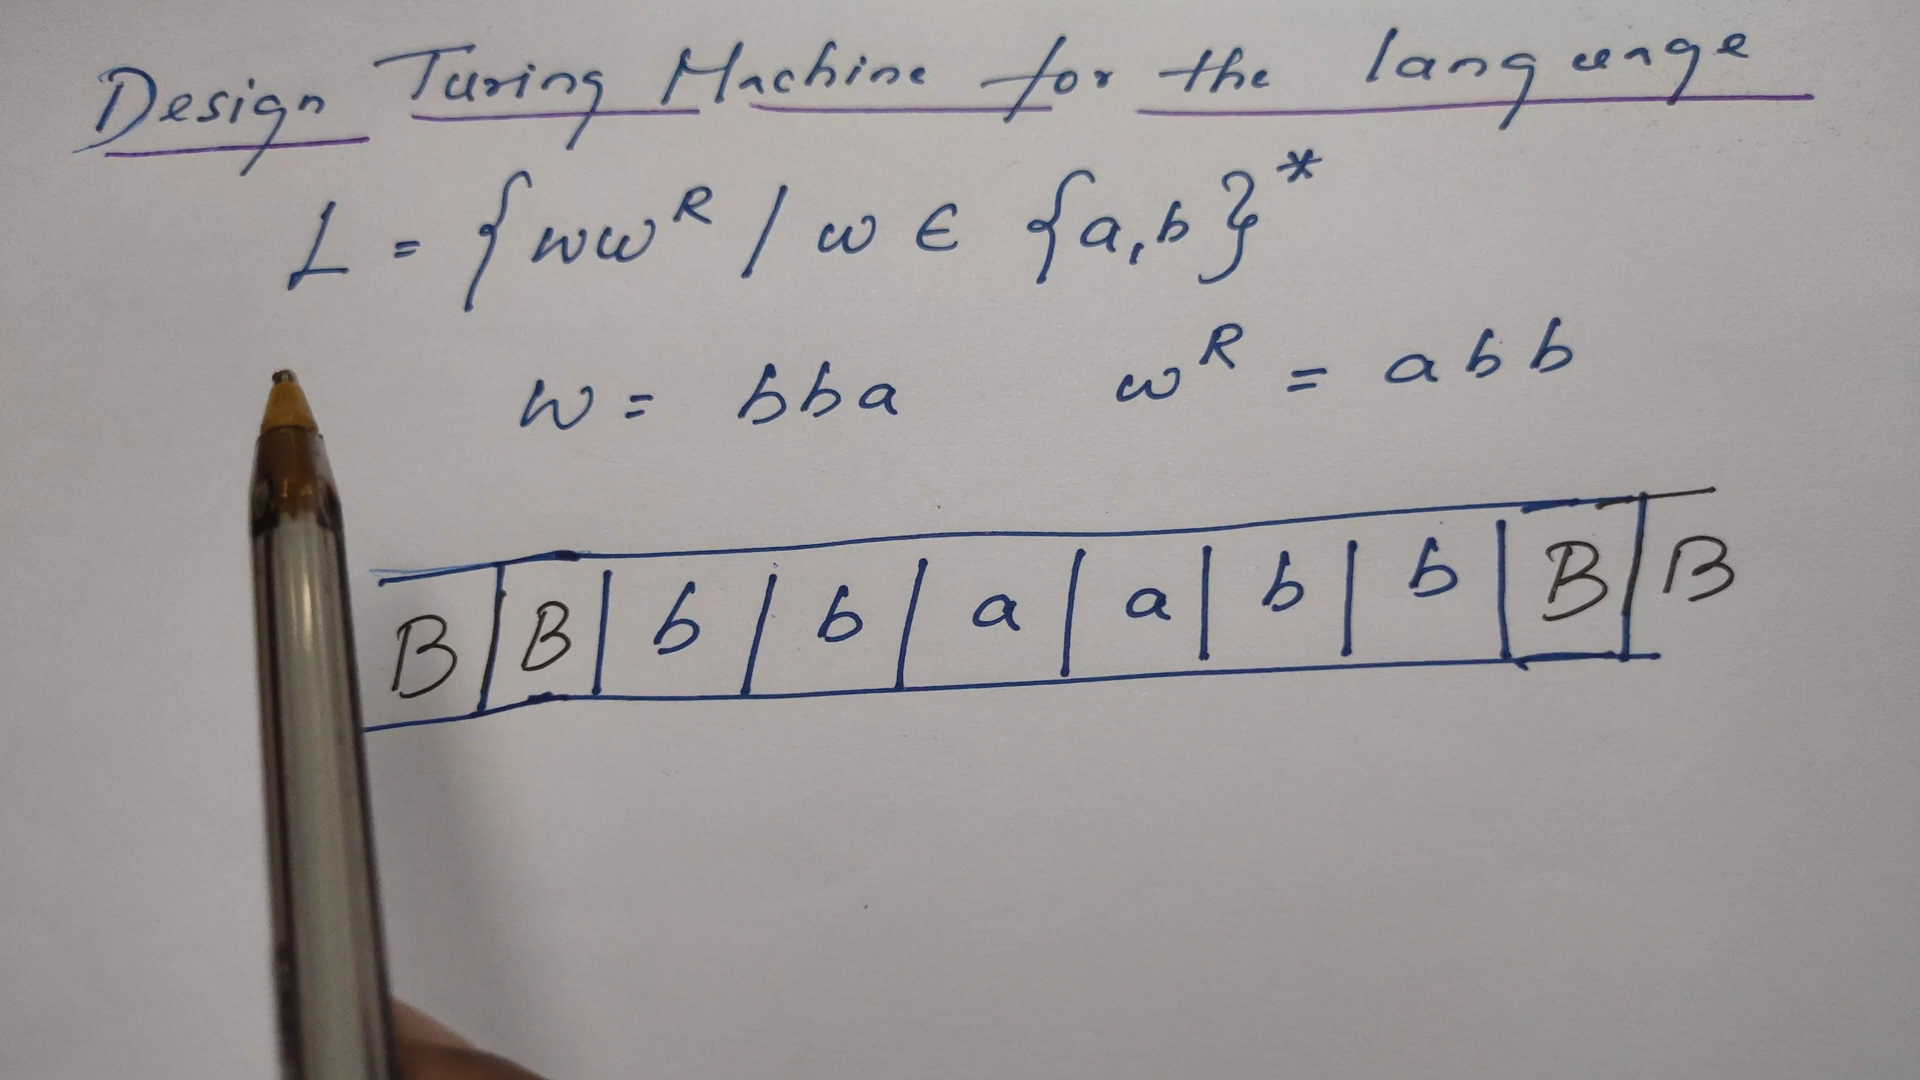 Design Turing Machine for the language
L = {ww^R / w ∈ {a,b}*
w = bba    w^R = abb
B | B | b | b | a | a | b | b | B | B